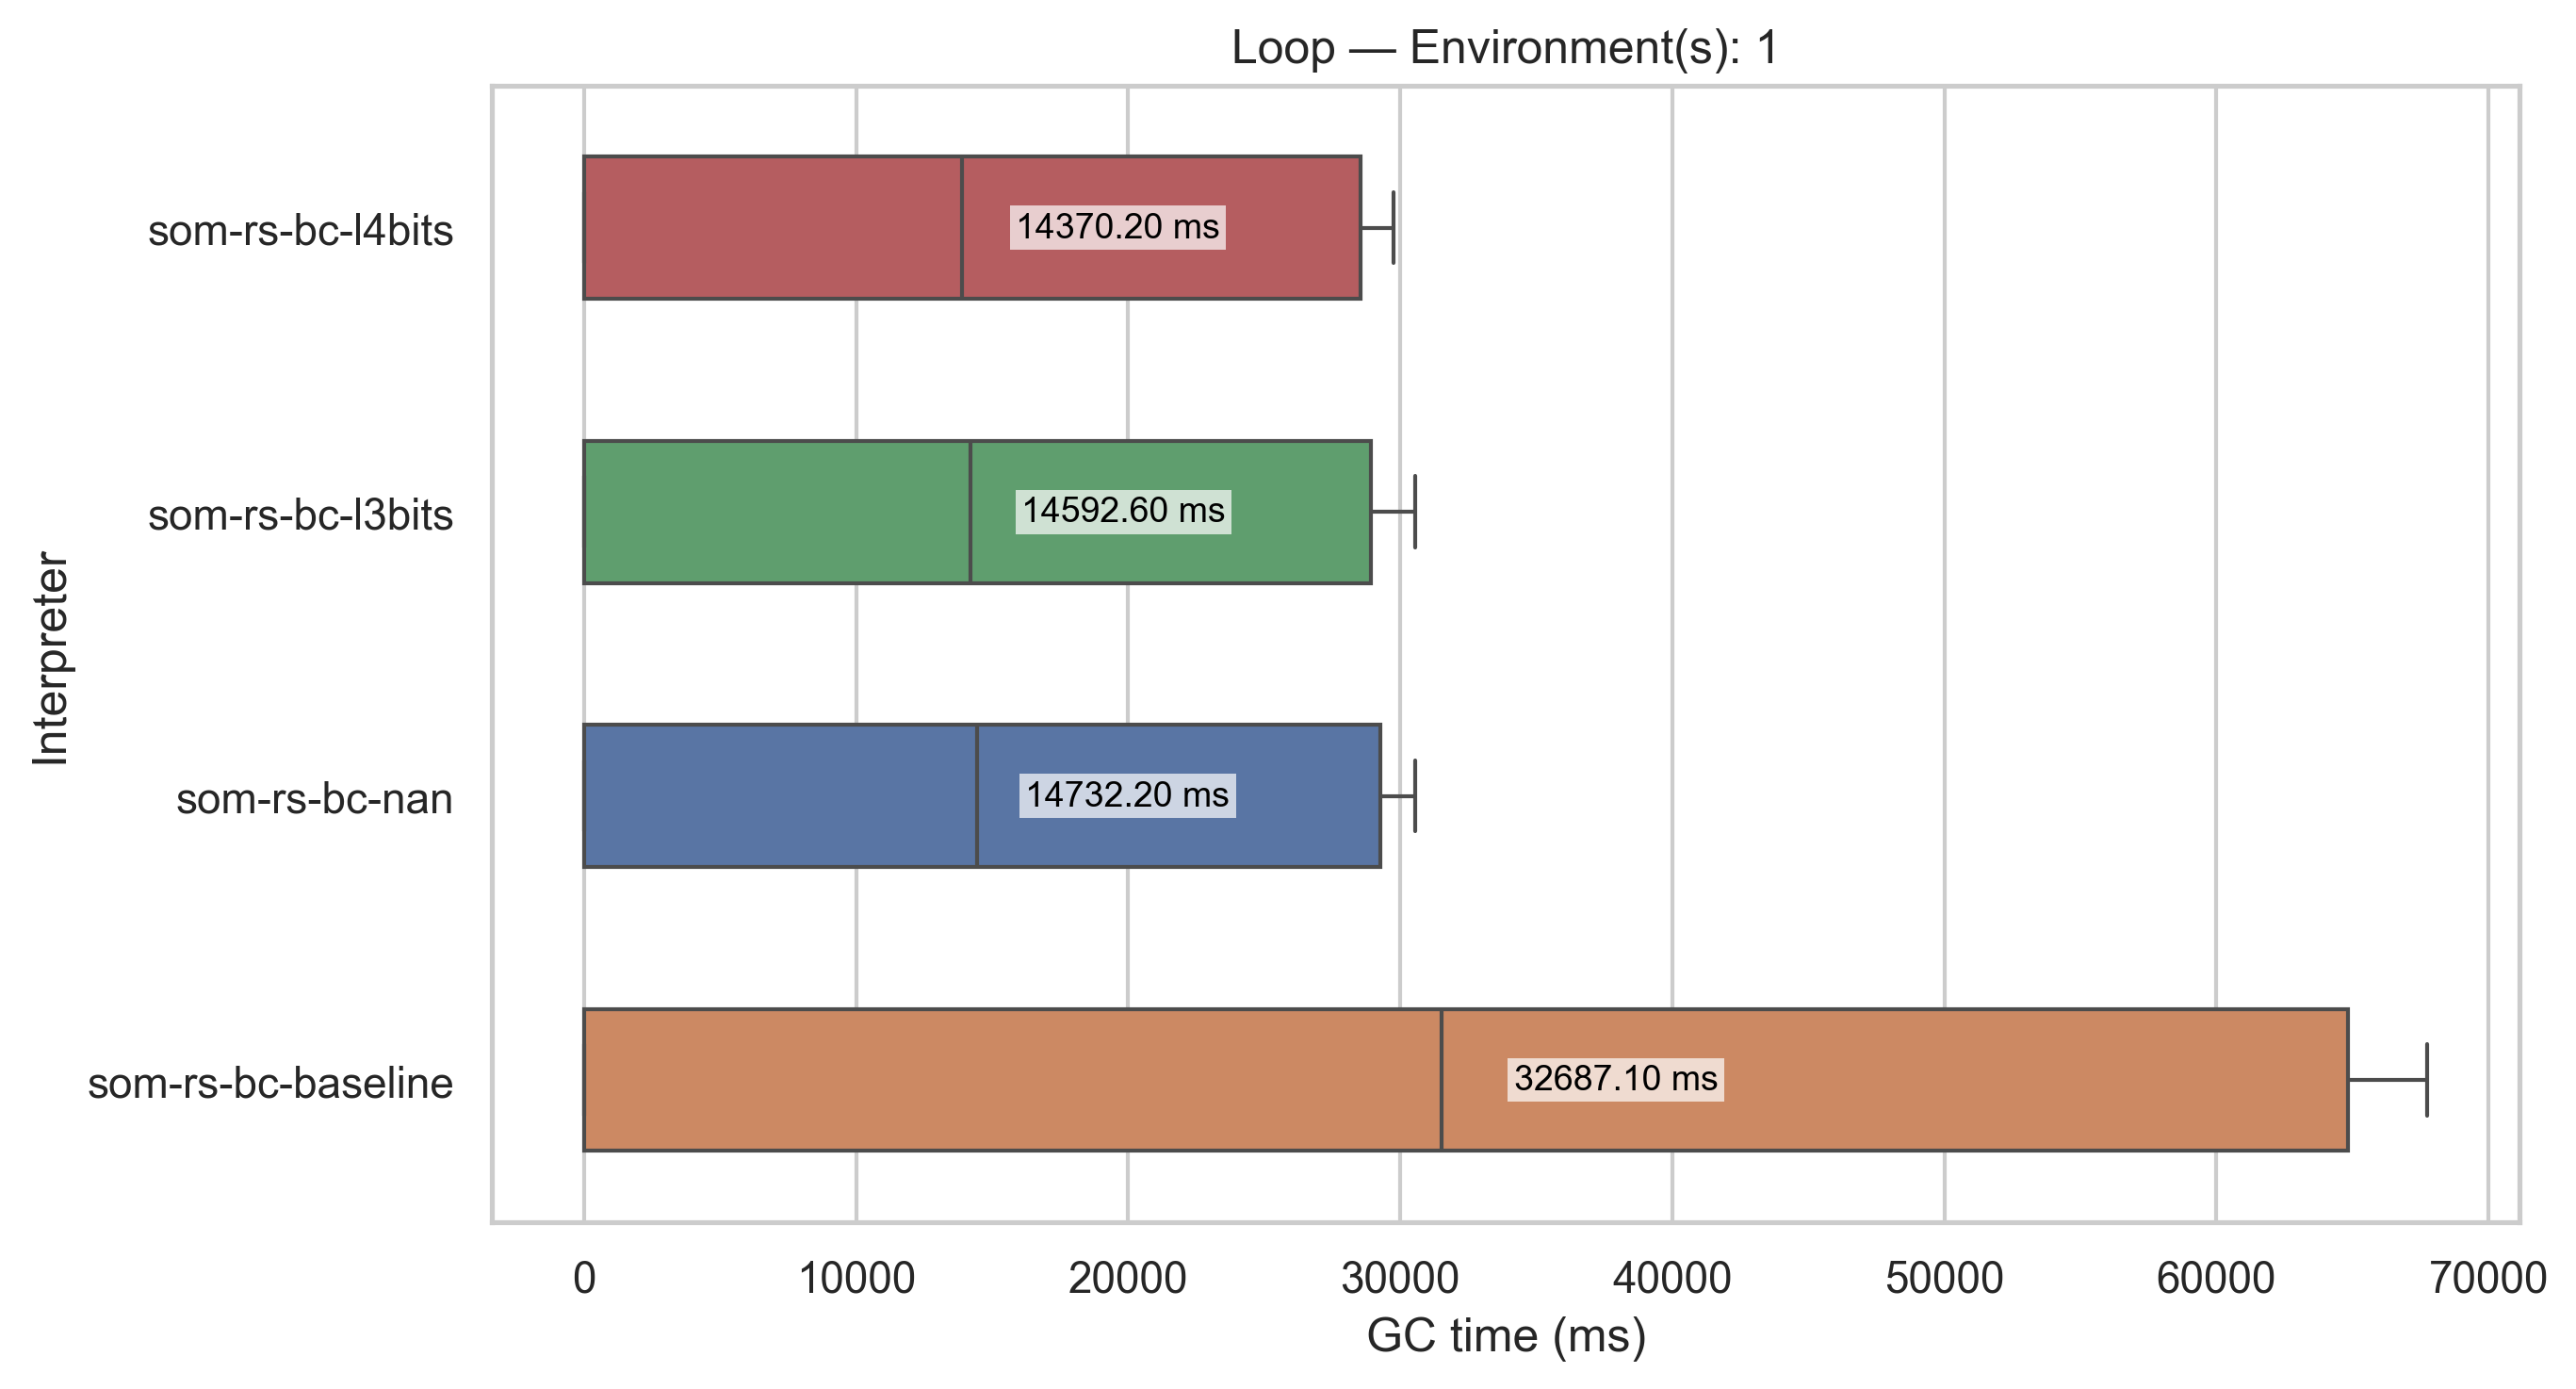 Loop — Environment(s): 1
som-rs-bc-l4bits
14370.20 ms
som-rs-bc-l3bits
14592.60 ms
Interpreter
som-rs-bc-nan
14732.20 ms
som-rs-bc-baseline
32687.10 ms
0 10000 20000 30000 40000 50000 60000 70000
GC time (ms)